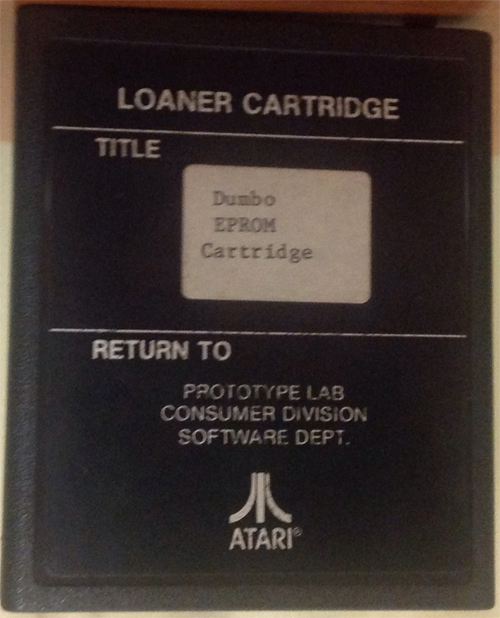 LOANER CARTRIDGE
TITLE
Dumbo
EPROM
Cartridge
RETURN TO
PROTOTYPE LAB
CONSUMER DIVISION
SOFTWARE DEPT.
ATARI®